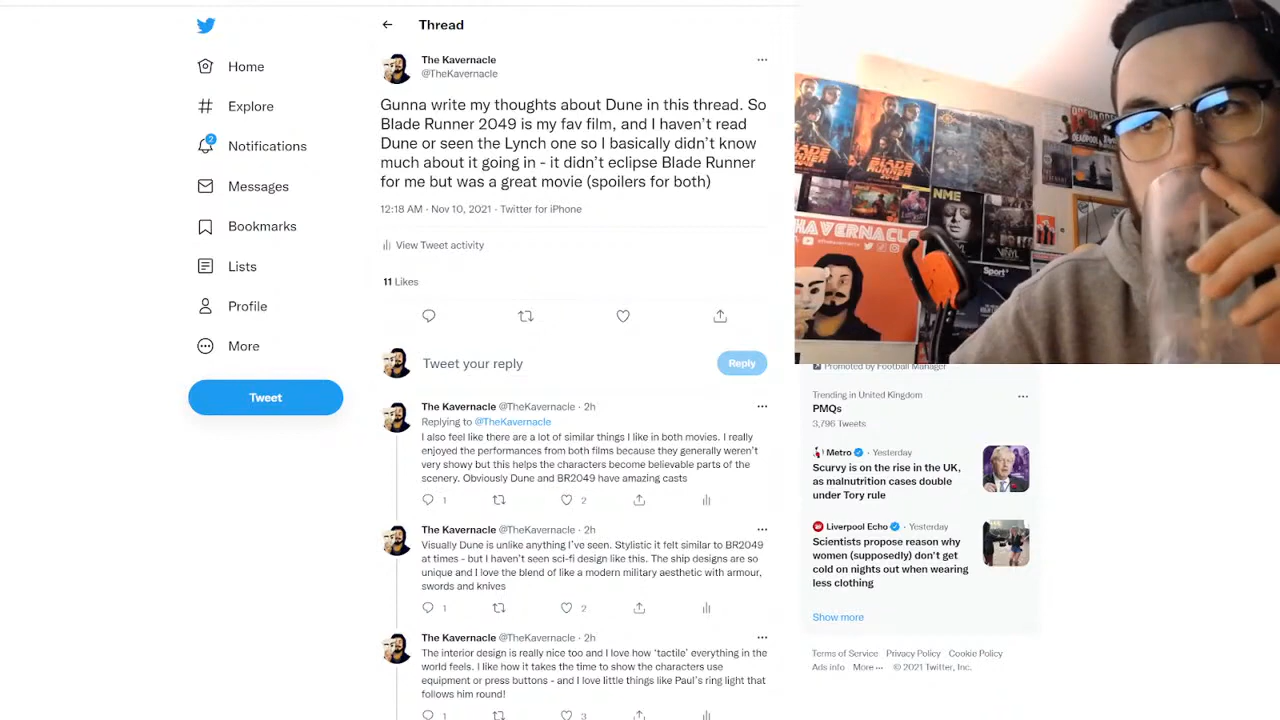 Thread
The Kavernacle
@TheKavernacle
Gunna write my thoughts about Dune in this thread. So
Blade Runner 2049 is my fav film, and I haven't read
Dune or seen the Lynch one so I basically didn't know
much about it going in - it didn't eclipse Blade Runner
for me but was a great movie (spoilers for both)
12:18 AM · Nov 10, 2021 · Twitter for iPhone
View Tweet activity
11 Likes
Tweet your reply
Reply
The Kavernacle @TheKavernacle · 2h
Replying to @TheKavernacle
I also feel like there are a lot of similar things I like in both movies. I really
enjoyed the performances from both films because they generally weren't
very showy but this helps the characters become believable parts of the
scenery. Obviously Dune and BR2049 have amazing casts
1
2
The Kavernacle @TheKavernacle · 2h
Visually Dune is unlike anything I've seen. Stylistic it felt similar to BR2049
at times - but I haven't seen sci-fi design like this. The ship designs are so
unique and I love the blend of like a modern military aesthetic with armour,
swords and knives
1
2
The Kavernacle @TheKavernacle · 2h
The interior design is really nice too and I love how 'tactile' everything in the
world feels. I like how it takes the time to show the characters use
equipment or press buttons - and I love little things like Paul's ring light that
follows him round!
1
3
Home
Explore
2
Notifications
Messages
Bookmarks
Lists
Profile
More
Tweet
BLADE
BLADE
RUNNER
NME
DEADPOOL
VINYL
Sport
KAVERNACLE
Promoted by Football Manager
Trending in United Kingdom
PMQs
3,796 Tweets
Metro · Yesterday
Scurvy is on the rise in the UK,
as malnutrition cases double
under Tory rule
Liverpool Echo · Yesterday
Scientists propose reason why
women (supposedly) don't get
cold on nights out when wearing
less clothing
Show more
Terms of Service Privacy Policy Cookie Policy
Ads info More ··· © 2021 Twitter, Inc.